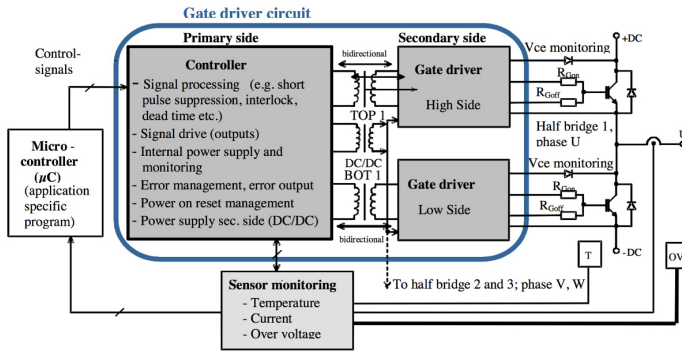 Gate driver circuit
Primary side
Secondary side
Control-
signals
bidirectional
Controller
- Signal processing (e.g. short
pulse suppression, interlock,
dead time etc.)
- Signal drive (outputs)
- Internal power supply and
monitoring
- Error management, error output
- Power on reset management
- Power supply sec. side (DC/DC)
TOP 1
DC/DC
BOT 1
bidirectional
Gate driver
High Side
Gate driver
Low Side
Vce monitoring
RGon
RGoff
+DC
Half bridge 1,
phase U
U
Vce monitoring
RGon
RGoff
-DC
Micro -
controller
(µC)
(application
specific
program)
T
OV
To half bridge 2 and 3; phase V, W
Sensor monitoring
- Temperature
- Current
- Over voltage